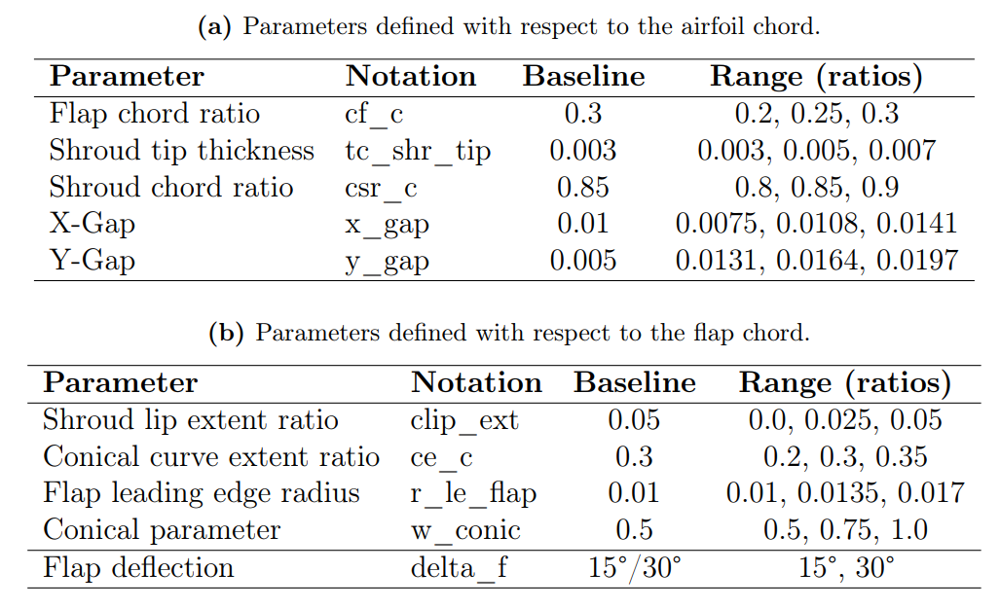 (a) Parameters defined with respect to the airfoil chord.
Parameter Notation Baseline Range (ratios)
Flap chord ratio cf_c 0.3 0.2, 0.25, 0.3
Shroud tip thickness tc_shr_tip 0.003 0.003, 0.005, 0.007
Shroud chord ratio csr_c 0.85 0.8, 0.85, 0.9
X-Gap x_gap 0.01 0.0075, 0.0108, 0.0141
Y-Gap y_gap 0.005 0.0131, 0.0164, 0.0197
(b) Parameters defined with respect to the flap chord.
Parameter Notation Baseline Range (ratios)
Shroud lip extent ratio clip_ext 0.05 0.0, 0.025, 0.05
Conical curve extent ratio ce_c 0.3 0.2, 0.3, 0.35
Flap leading edge radius r_le_flap 0.01 0.01, 0.0135, 0.017
Conical parameter w_conic 0.5 0.5, 0.75, 1.0
Flap deflection delta_f 15°/30° 15°, 30°